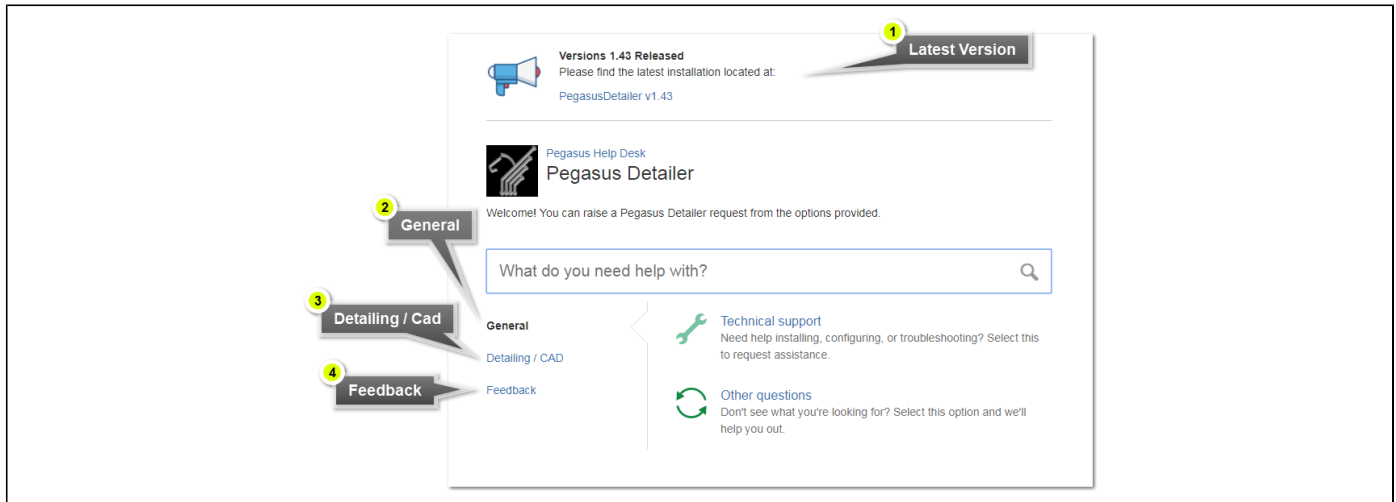 1
Latest Version
Versions 1.43 Released
Please find the latest installation located at:
PegasusDetailer v1.43
Pegasus Help Desk
Pegasus Detailer
Welcome! You can raise a Pegasus Detailer request from the options provided.
2
General
What do you need help with?
3
Detailing / Cad
4
Feedback
General
Detailing / CAD
Feedback
Technical support
Need help installing, configuring, or troubleshooting? Select this
to request assistance.
Other questions
Don't see what you're looking for? Select this option and we'll
help you out.